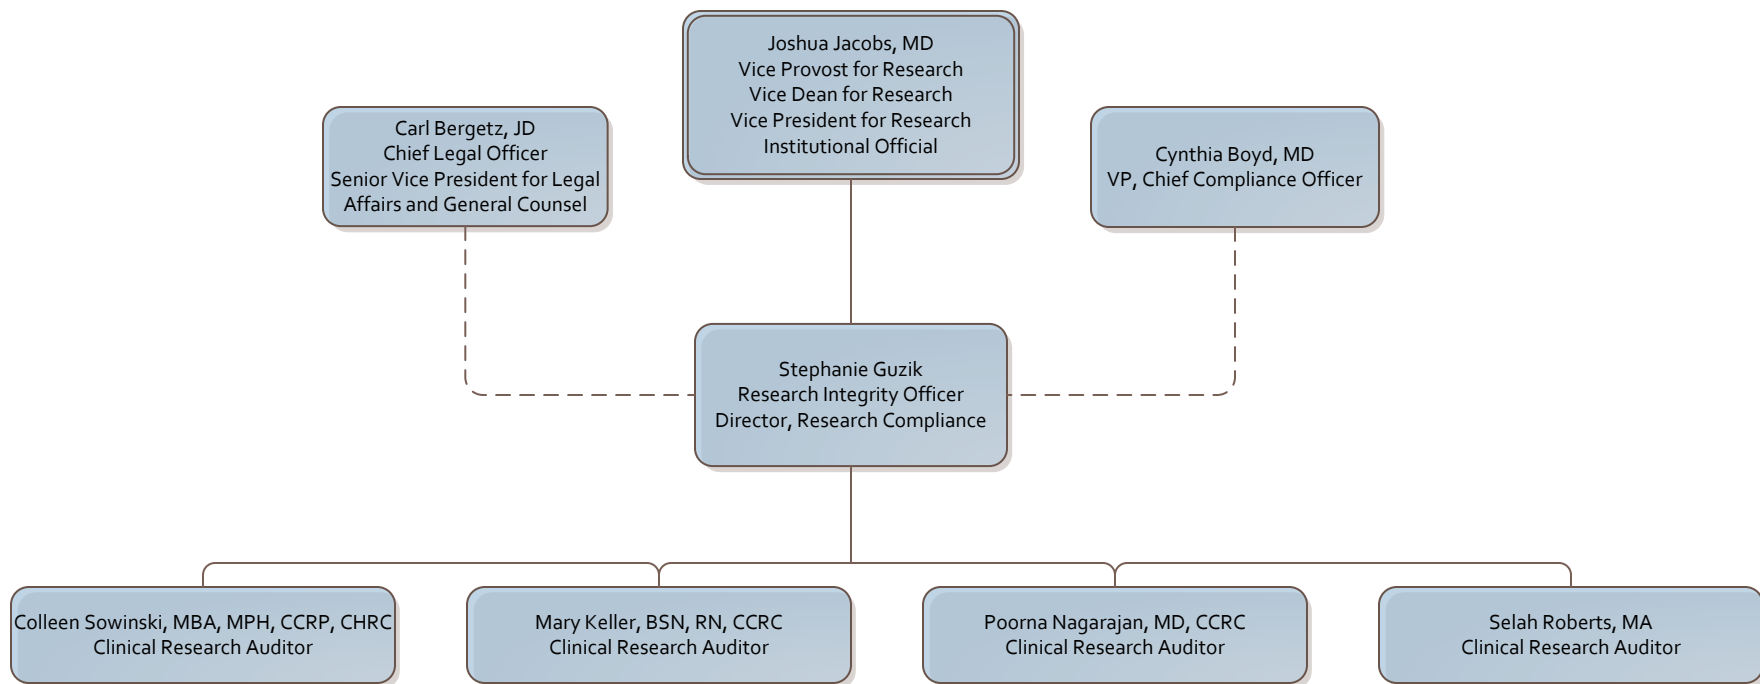 Joshua Jacobs, MD
Vice Provost for Research
Vice Dean for Research
Vice President for Research
Institutional Official
Carl Bergetz, JD
Chief Legal Officer
Senior Vice President for Legal
Affairs and General Counsel
Cynthia Boyd, MD
VP, Chief Compliance Officer
Stephanie Guzik
Research Integrity Officer
Director, Research Compliance
Colleen Sowinski, MBA, MPH, CCRP, CHRC
Clinical Research Auditor
Mary Keller, BSN, RN, CCRC
Clinical Research Auditor
Poorna Nagarajan, MD, CCRC
Clinical Research Auditor
Selah Roberts, MA
Clinical Research Auditor